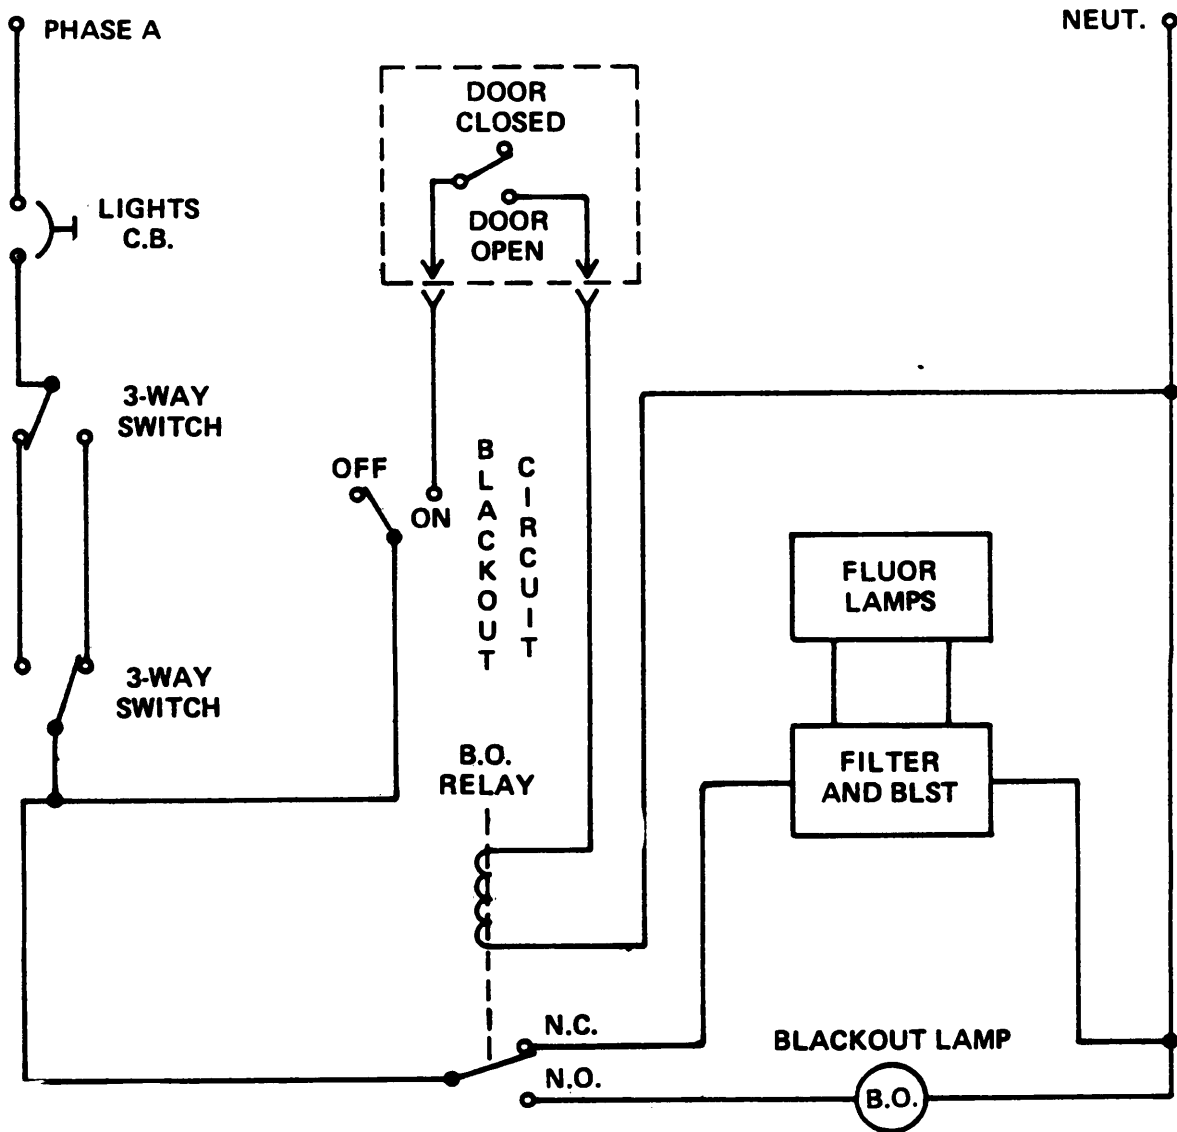 PHASE A
NEUT.
DOOR
CLOSED
DOOR
OPEN
LIGHTS
C.B.
3-WAY
SWITCH
OFF
ON
BLACKOUT
CIRCUIT
FLUOR
LAMPS
3-WAY
SWITCH
B.O.
RELAY
FILTER
AND BLST
N.C.
N.O.
BLACKOUT LAMP
B.O.